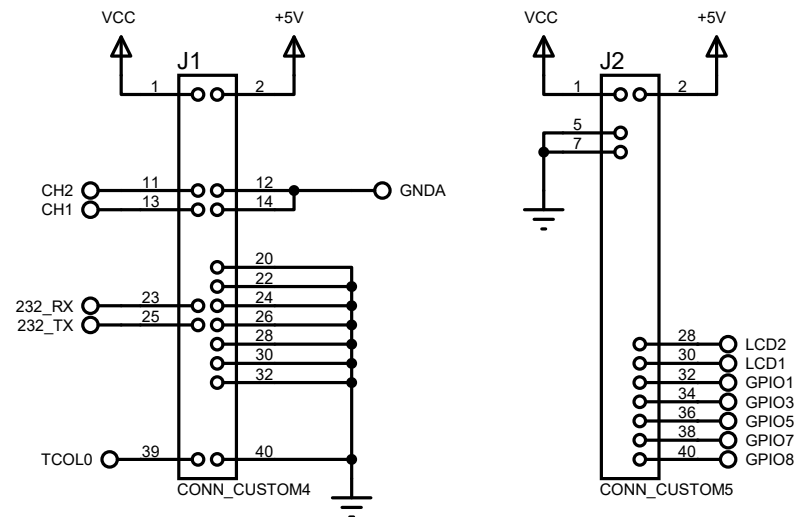 VCC +5V VCC +5V
J1 J2
1 2 1 2
5
7
CH2 11 12 GNDA
CH1 13 14
20
22
232_RX 23 24
232_TX 25 26
28 28 LCD2
30 30 LCD1
32 32 GPIO1
34 GPIO3
36 GPIO5
38 GPIO7
TCOL0 39 40 40 GPIO8
CONN_CUSTOM4 CONN_CUSTOM5